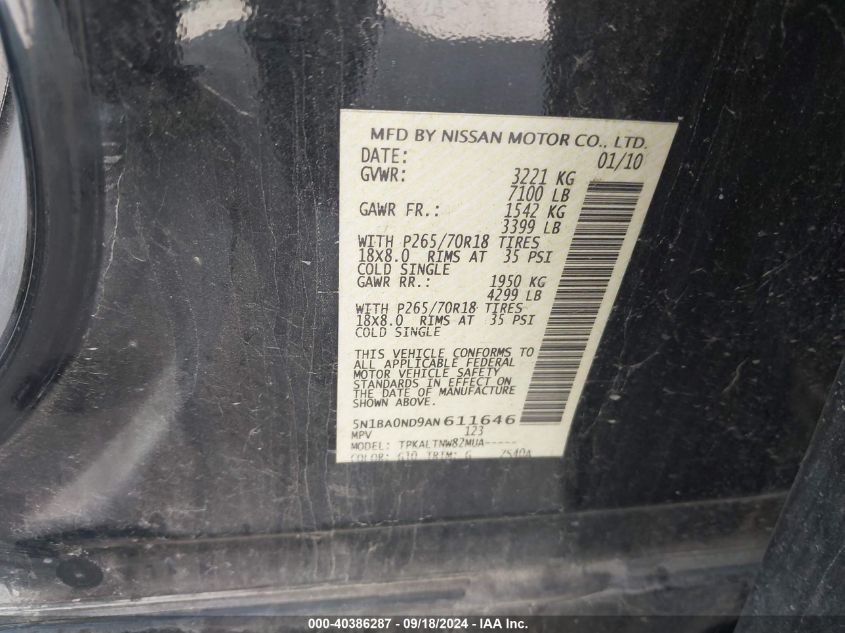 MFD BY NISSAN MOTOR CO., LTD.
DATE: 01/10
GVWR: 3221 KG
7100 LB
GAWR FR.: 1542 KG
3399 LB
WITH P265/70R18 TIRES
18X8.0 RIMS AT 35 PSI
COLD SINGLE
GAWR RR.: 1950 KG
4299 LB
WITH P265/70R18 TIRES
18X8.0 RIMS AT 35 PSI
COLD SINGLE
THIS VEHICLE CONFORMS TO
ALL APPLICABLE FEDERAL
MOTOR VEHICLE SAFETY
STANDARDS IN EFFECT ON
THE DATE OF MANUFACTURE
SHOWN ABOVE.
5N1BA0ND9AN611646
MPV 123
MODEL: TPKALTNW82MUA-----
COLOR: G10 TRIM: G
000-40386287 - 09/18/2024 - IAA Inc.